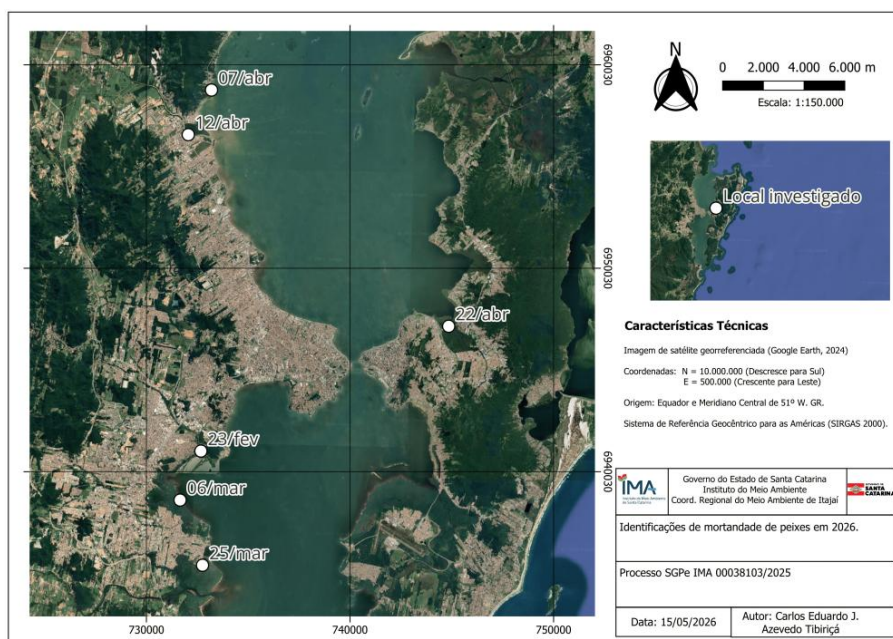 07/abr
12/abr
22/abr
23/fev
06/mar
25/mar
730000
740000
750000
6960030
6950030
6940030
N
0 2.000 4.000 6.000 m
Escala: 1:150.000
Local investigado
Características Técnicas
Imagem de satélite georreferenciada (Google Earth, 2024)
Coordenadas: N = 10.000.000 (Descresce para Sul)
E = 500.000 (Crescente para Leste)
Origem: Equador e Meridiano Central de 51º W. GR.
Sistema de Referência Geocêntrico para as Américas (SIRGAS 2000).
IMA
Governo do Estado de Santa Catarina
Instituto do Meio Ambiente
Coord. Regional do Meio Ambiente de Itajaí
SANTA
CATARINA
Identificações de mortandade de peixes em 2026.
Processo SGPe IMA 00038103/2025
Data: 15/05/2026
Autor: Carlos Eduardo J.
Azevedo Tibiriçá